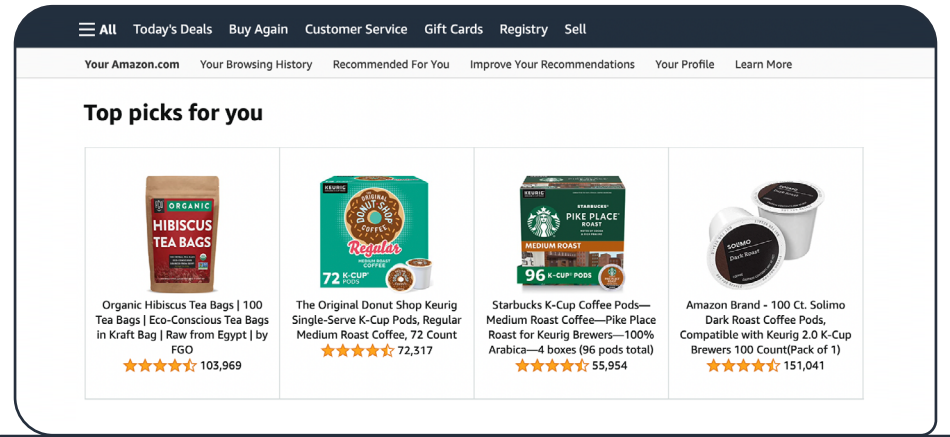 All Today's Deals Buy Again Customer Service Gift Cards Registry Sell
Your Amazon.com Your Browsing History Recommended For You Improve Your Recommendations Your Profile Learn More
Top picks for you
ORGANIC
HIBISCUS
TEA BAGS
KEURIG
THE ORIGINAL
DONUT SHOP
COFFEE
Regular
MEDIUM ROAST
COFFEE
72 K-CUP
PODS
KEURIG
STARBUCKS
PIKE PLACE
ROAST
MEDIUM ROAST
96 K-CUP PODS
SOLIMO
Dark Roast
Organic Hibiscus Tea Bags | 100
Tea Bags | Eco-Conscious Tea Bags
in Kraft Bag | Raw from Egypt | by
FGO
103,969
The Original Donut Shop Keurig
Single-Serve K-Cup Pods, Regular
Medium Roast Coffee, 72 Count
72,317
Starbucks K-Cup Coffee Pods—
Medium Roast Coffee—Pike Place
Roast for Keurig Brewers—100%
Arabica—4 boxes (96 pods total)
55,954
Amazon Brand - 100 Ct. Solimo
Dark Roast Coffee Pods,
Compatible with Keurig 2.0 K-Cup
Brewers 100 Count(Pack of 1)
151,041